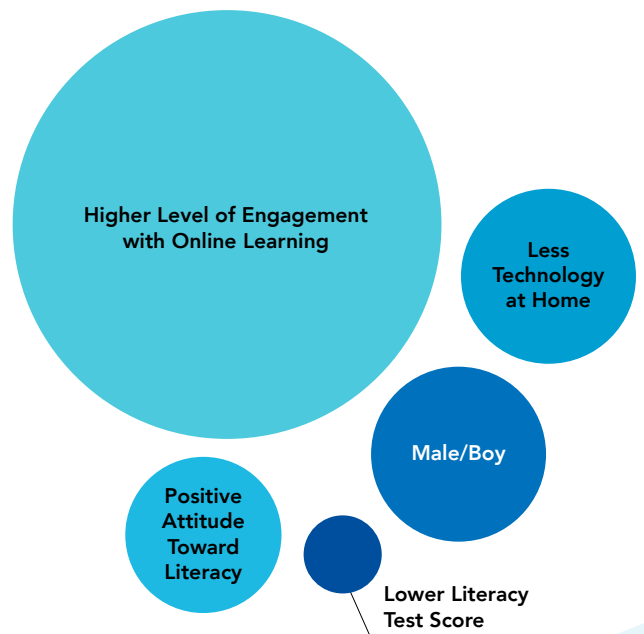 Higher Level of Engagement
with Online Learning
Less
Technology
at Home
Male/Boy
Positive
Attitude
Toward
Literacy
Lower Literacy
Test Score